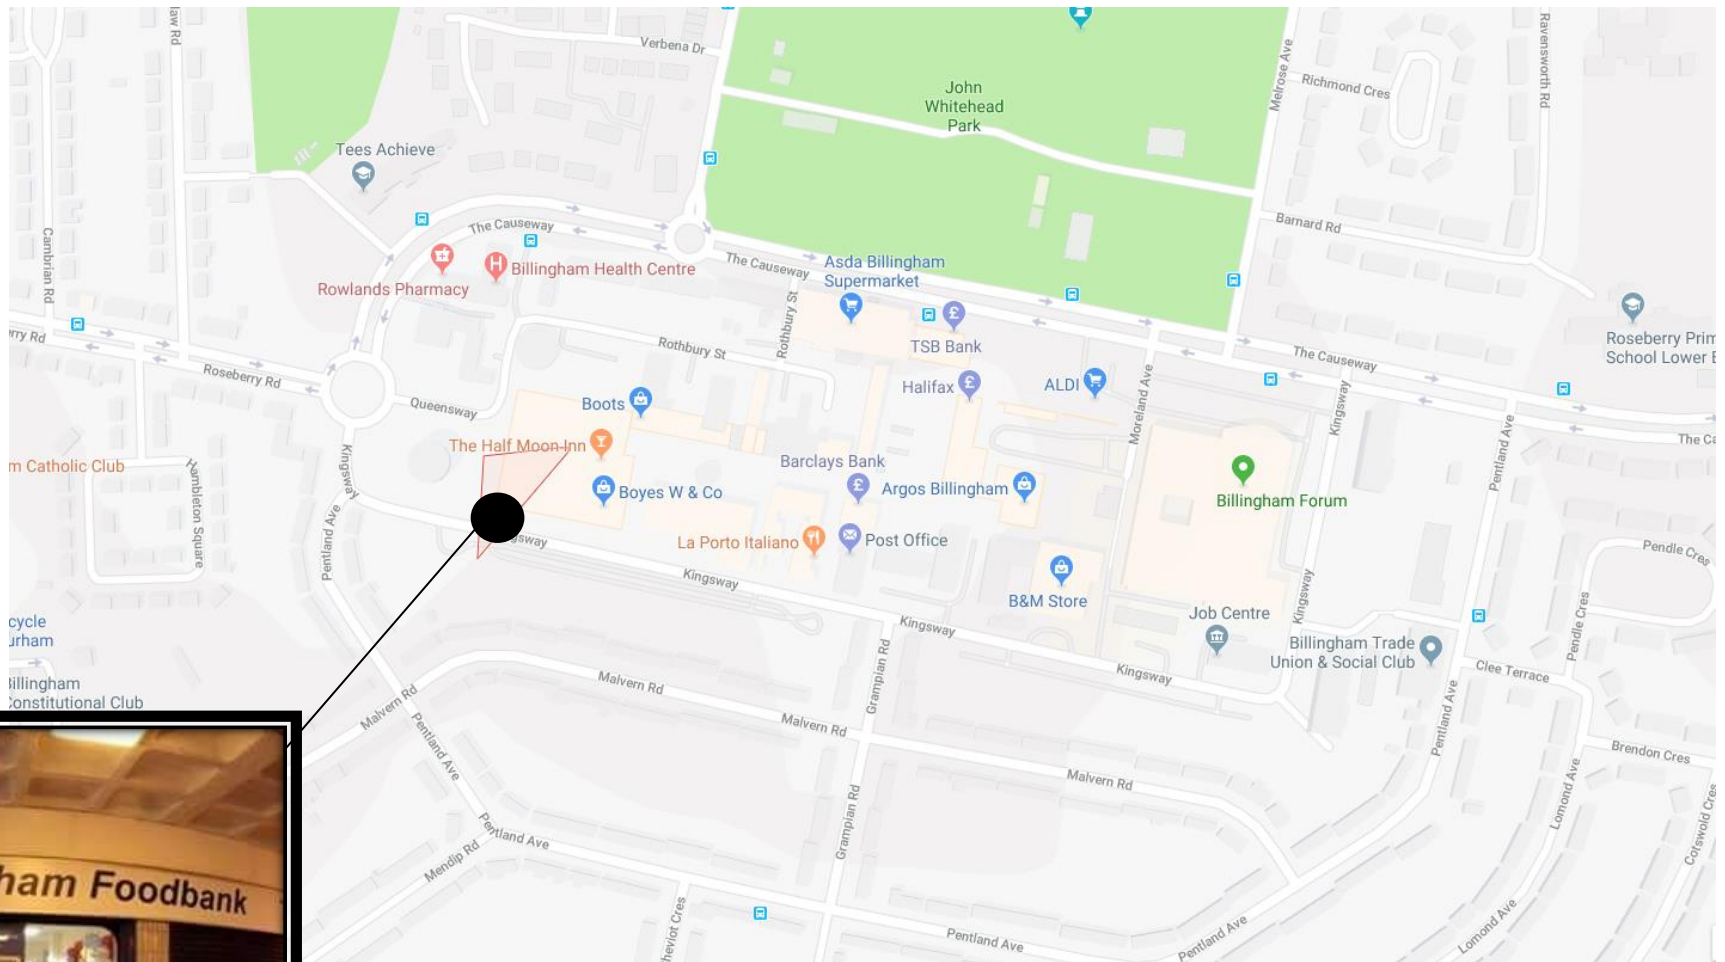 law Rd
Verbena Dr
John
Whitehead
Park
Melrose Ave
Richmond Cres
Ravensworth Rd
Tees Achieve
Cambrian Rd
The Causeway
Barnard Rd
Billingham Health Centre
Rowlands Pharmacy
The Causeway
Asda Billingham
Supermarket
Rothbury St
Rothbury St
TSB Bank
The Causeway
Roseberry Prim
School Lower
rry Rd
Roseberry Rd
Queensway
Boots
Halifax
ALDI
Moreland Ave
Kingsway
Pentland Ave
The Ca
The Half Moon Inn
m Catholic Club
Hambleton Square
Kingsway
Barclays Bank
Boyes W & Co
Argos Billingham
Billingham Forum
Pentland Ave
gsway
La Porto Italiano
Post Office
Pendle Cres
Kingsway
B&M Store
Kingsway
Pendle Cres
Job Centre
cycle
urham
Kingsway
Billingham Trade
Union & Social Club
Clee Terrace
Billingham
Constitutional Club
Malvern Rd
Malvern Rd
Grampian Rd
Kingsway
Pentland Ave
Malvern Rd
Pentland Ave
Malvern Rd
Brendon Cres
Lomond Ave
Cotswold Cres
Pentland Ave
Mendip Rd
Grampian Rd
ham Foodbank
heviot Cres
Pentland Ave
Pentland Ave
Lomond Ave